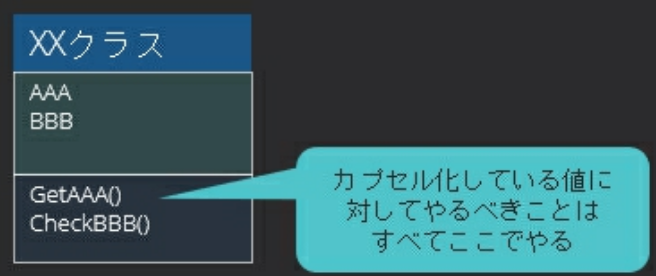 XXクラス
AAA
BBB
GetAAA()
CheckBBB()
カプセル化している値に
対してやるべきことは
すべてここでやる